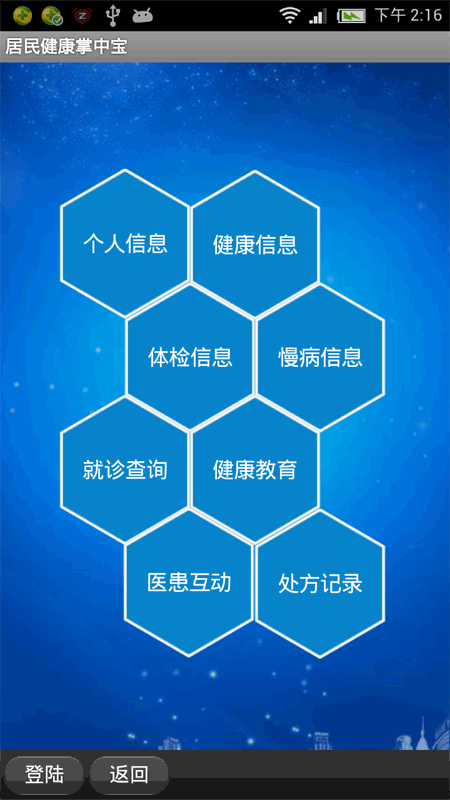 下午 2:16
居民健康掌中宝
个人信息
健康信息
体检信息
慢病信息
就诊查询
健康教育
医患互动
处方记录
登陆
返回